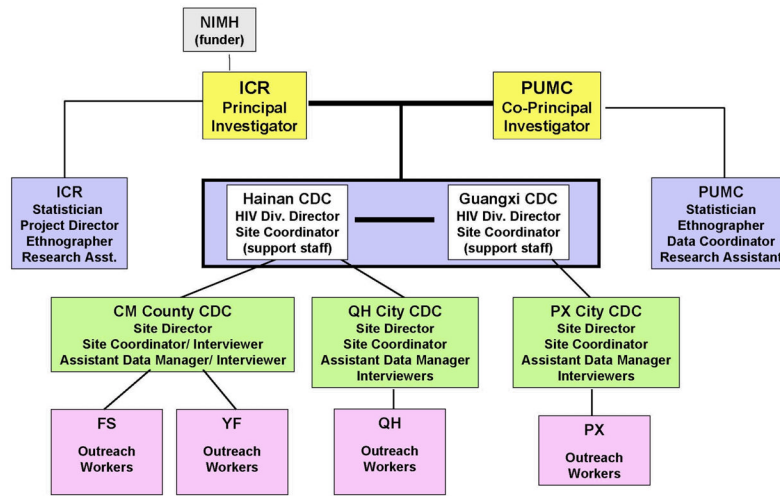 NIMH
(funder)
ICR
Principal
Investigator
PUMC
Co-Principal
Investigator
ICR
Statistician
Project Director
Ethnographer
Research Asst.
Hainan CDC
HIV Div. Director
Site Coordinator
(support staff)
Guangxi CDC
HIV Div. Director
Site Coordinator
(support staff)
PUMC
Statistician
Ethnographer
Data Coordinator
Research Assistant
CM County CDC
Site Director
Site Coordinator/ Interviewer
Assistant Data Manager/ Interviewer
QH City CDC
Site Director
Site Coordinator
Assistant Data Manager
Interviewers
PX City CDC
Site Director
Site Coordinator
Assistant Data Manager
Interviewers
FS
Outreach
Workers
YF
Outreach
Workers
QH
Outreach
Workers
PX
Outreach
Workers